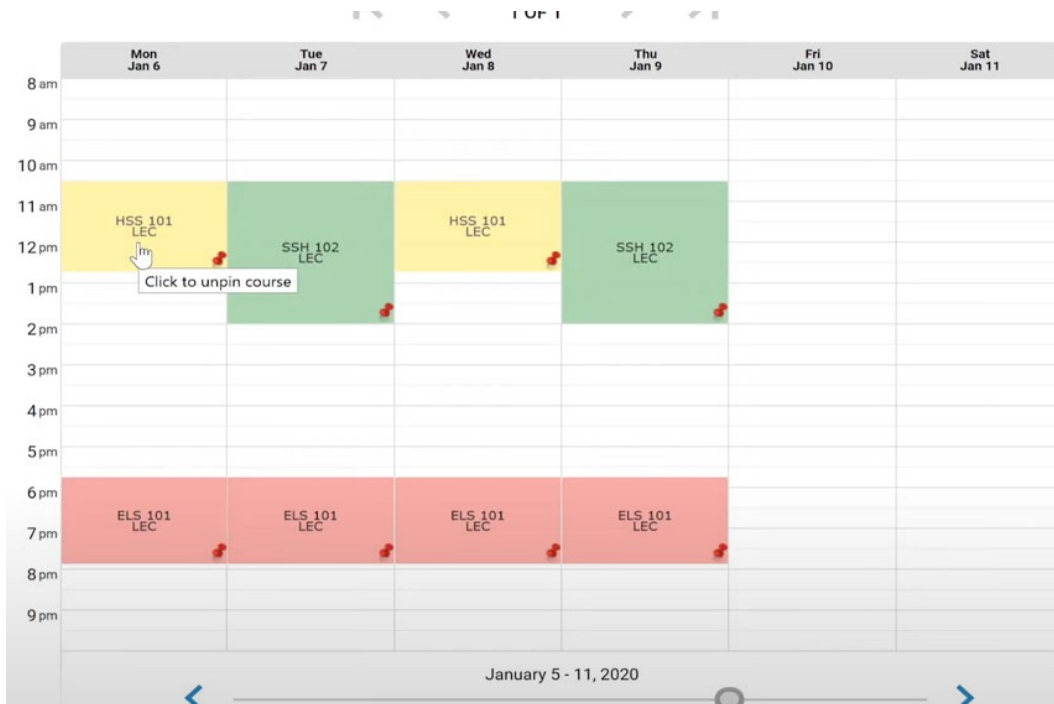 1 OF 1
Mon Tue Wed Thu Fri Sat
Jan 6 Jan 7 Jan 8 Jan 9 Jan 10 Jan 11
8 am
9 am
10 am
11 am
HSS 101 HSS 101
LEC LEC
12 pm
SSH 102 SSH 102
LEC LEC
Click to unpin course
1 pm
2 pm
3 pm
4 pm
5 pm
6 pm
ELS 101 ELS 101 ELS 101 ELS 101
LEC LEC LEC LEC
7 pm
8 pm
9 pm
January 5 - 11, 2020